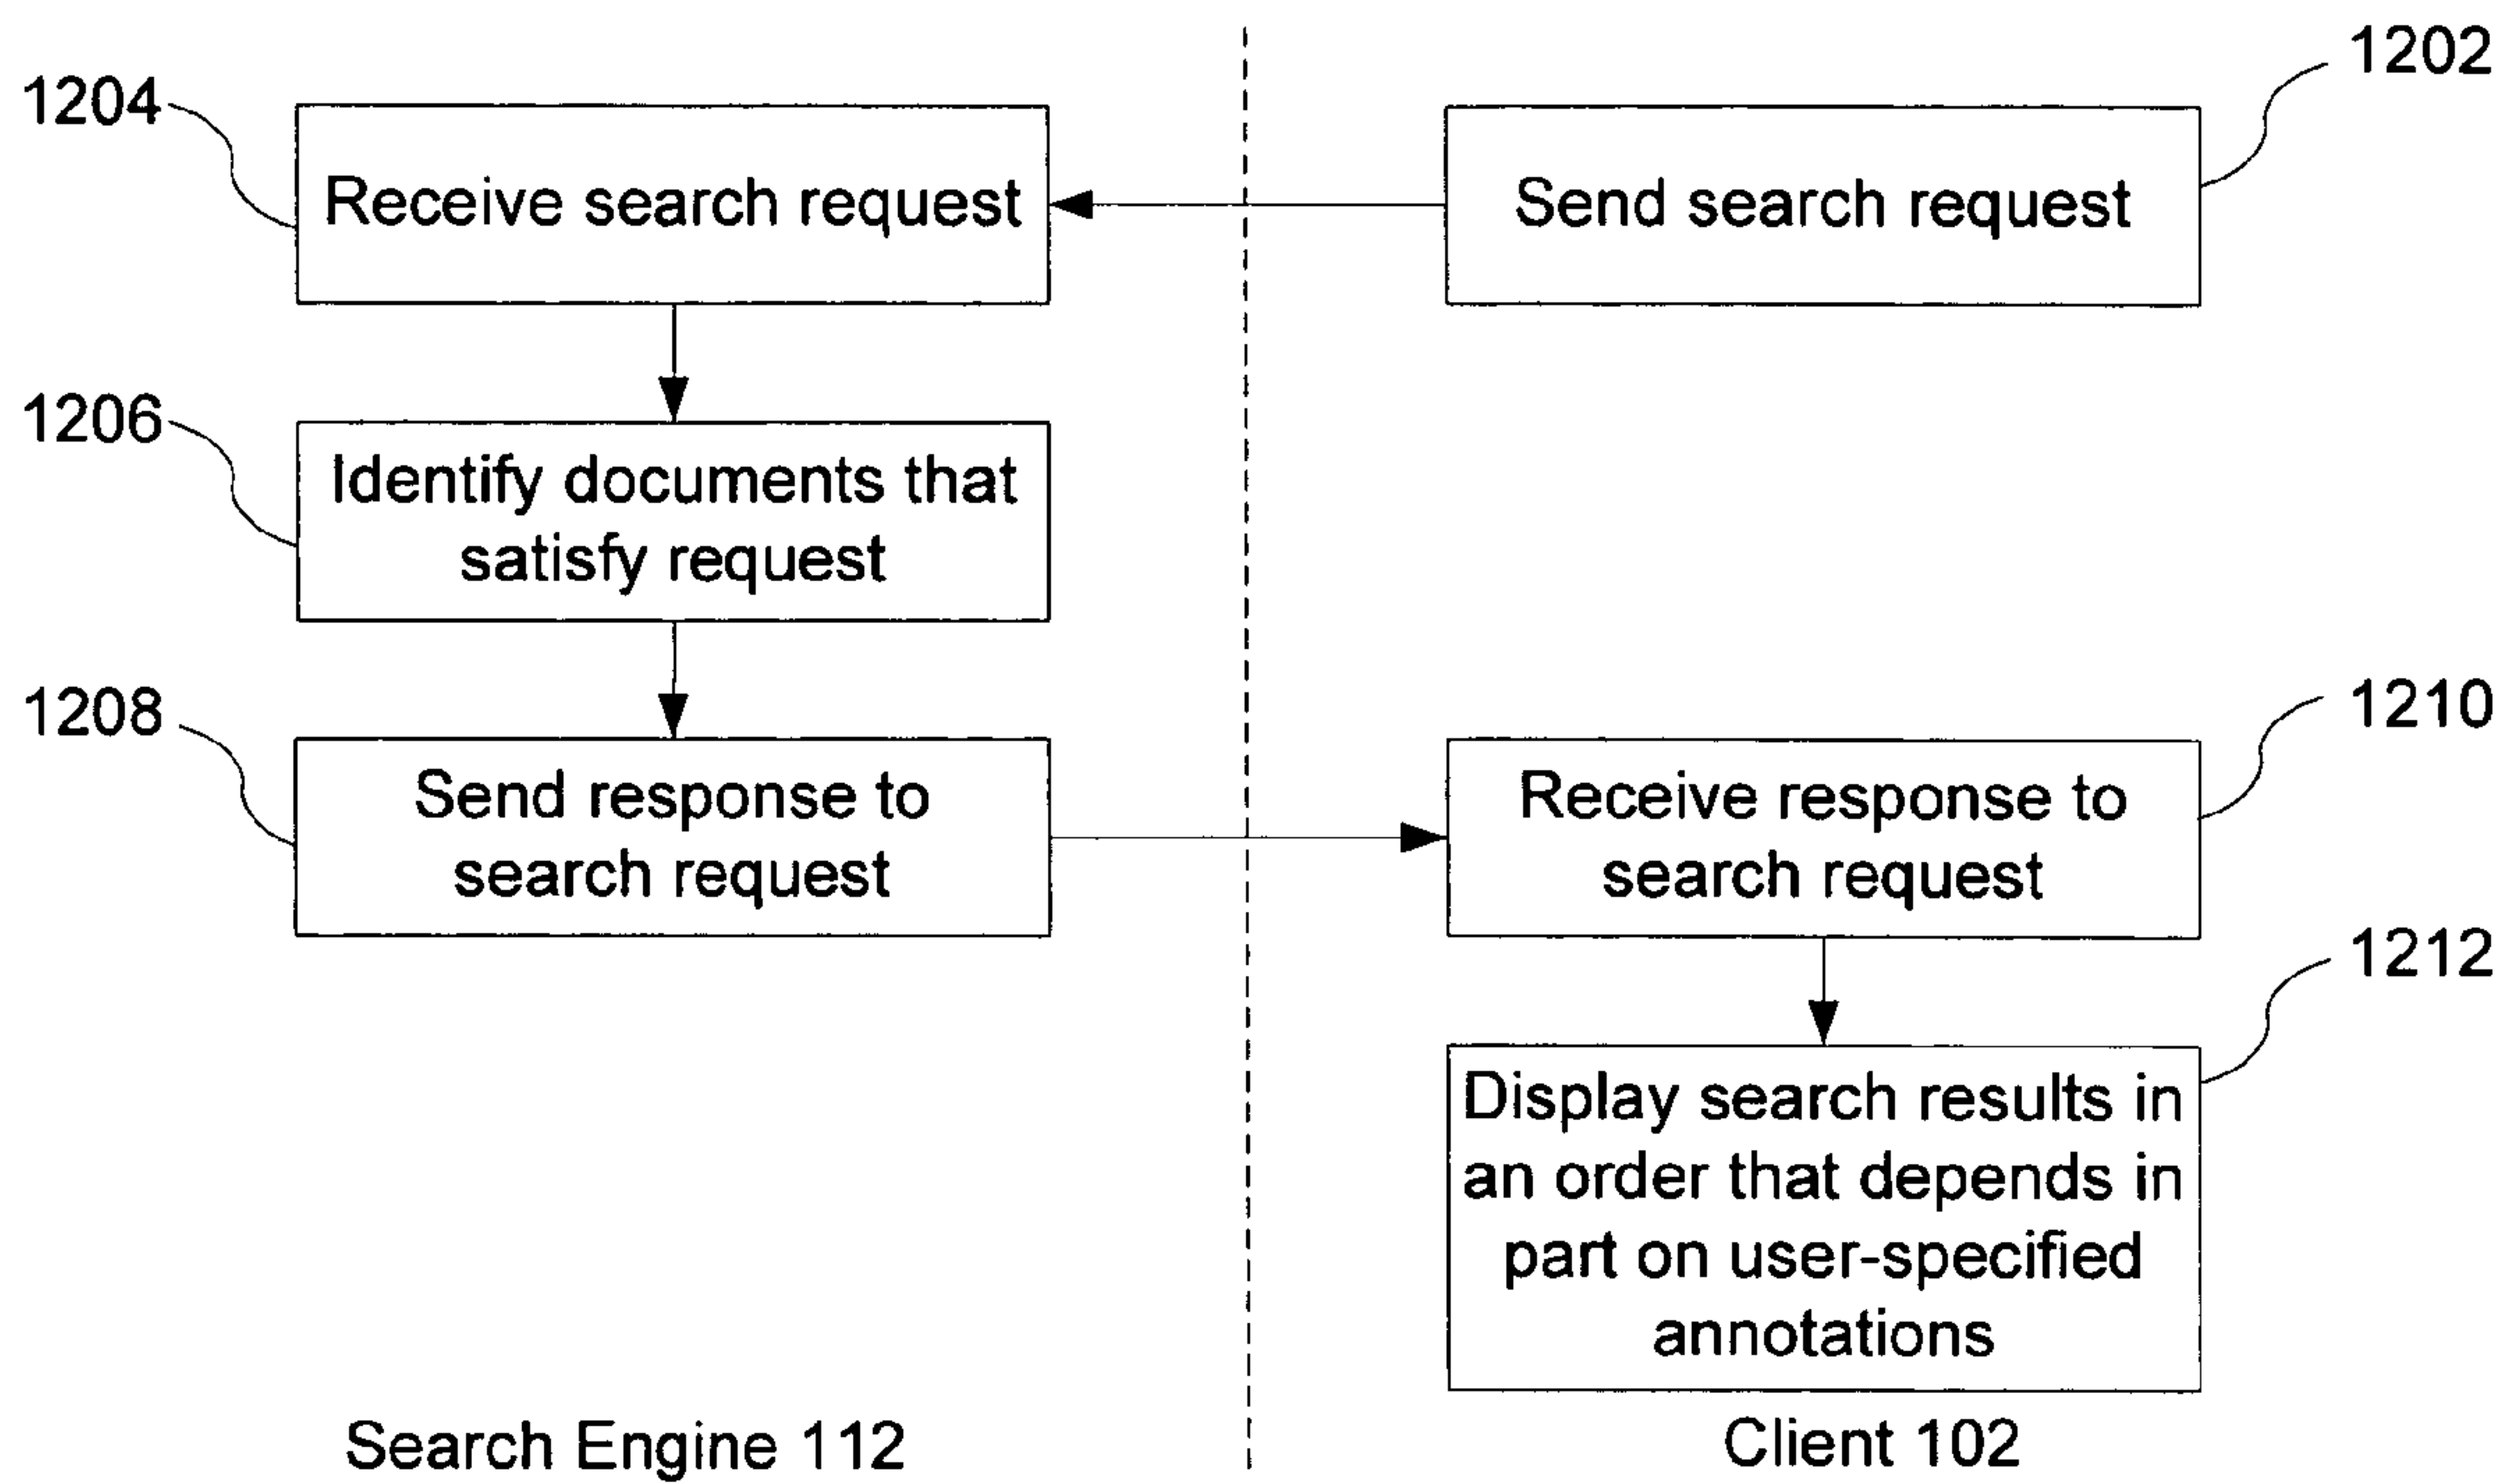 1202
1204
Receive search request
Send search request
1206
Identify documents that
satisfy request
1208
Send response to
search request
1210
Receive response to
search request
1212
Display search results in
an order that depends in
part on user-specified
annotations
Search Engine 112
Client 102